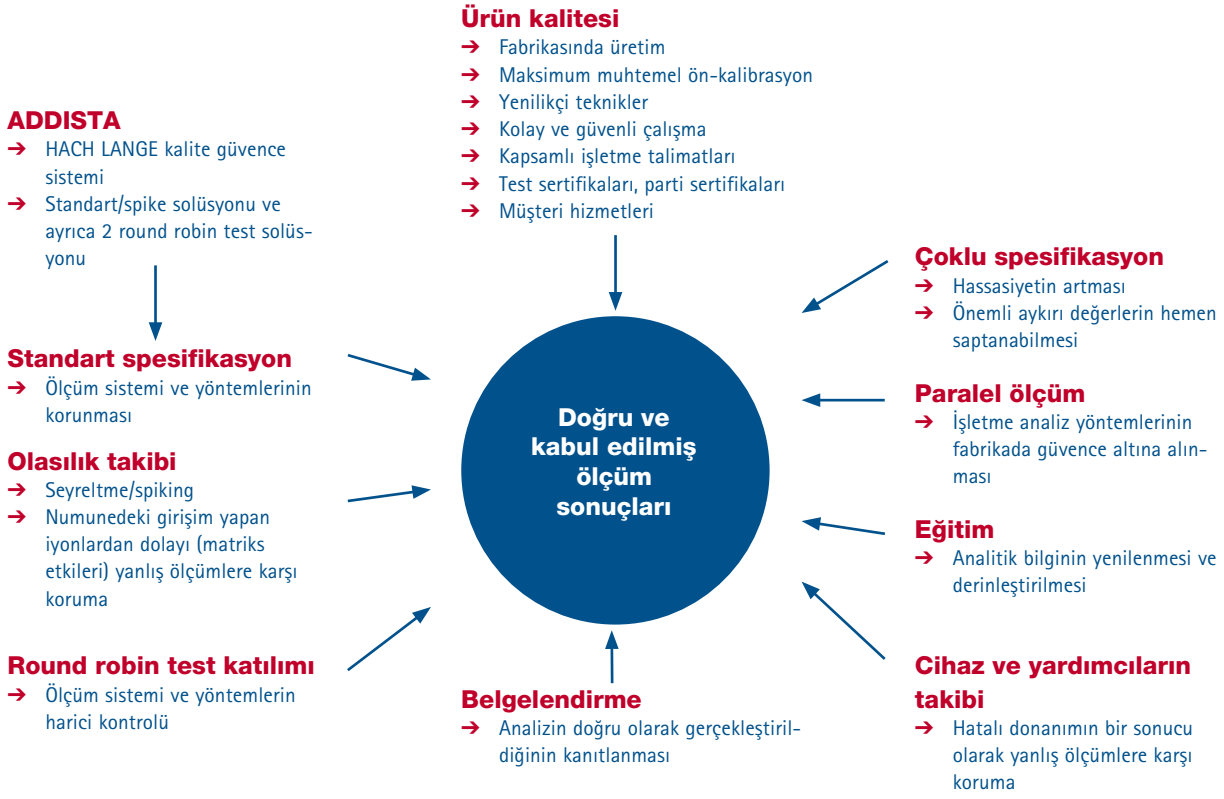 Ürün kalitesi
➔ Fabrikasında üretim
➔ Maksimum muhtemel ön-kalibrasyon
➔ Yenilikçi teknikler
➔ Kolay ve güvenli çalışma
➔ Kapsamlı işletme talimatları
➔ Test sertifikaları, parti sertifikaları
➔ Müşteri hizmetleri
ADDISTA
➔ HACH LANGE kalite güvence
sistemi
➔ Standart/spike solüsyonu ve
ayrıca 2 round robin test solüs-
yonu
Standart spesifikasyon
➔ Ölçüm sistemi ve yöntemlerinin
korunması
Olasılık takibi
➔ Seyreltme/spiking
➔ Numunedeki girişim yapan
iyonlardan dolayı (matriks
etkileri) yanlış ölçümlere karşı
koruma
Round robin test katılımı
➔ Ölçüm sistemi ve yöntemlerin
harici kontrolü
Doğru ve
kabul edilmiş
ölçüm
sonuçları
Belgelendirme
➔ Analizin doğru olarak gerçekleştiril-
diğinin kanıtlanması
Çoklu spesifikasyon
➔ Hassasiyetin artması
➔ Önemli aykırı değerlerin hemen
saptanabilmesi
Paralel ölçüm
➔ İşletme analiz yöntemlerinin
fabrikada güvence altına alın-
ması
Eğitim
➔ Analitik bilginin yenilenmesi ve
derinleştirilmesi
Cihaz ve yardımcıların
takibi
➔ Hatalı donanımın bir sonucu
olarak yanlış ölçümlere karşı
koruma